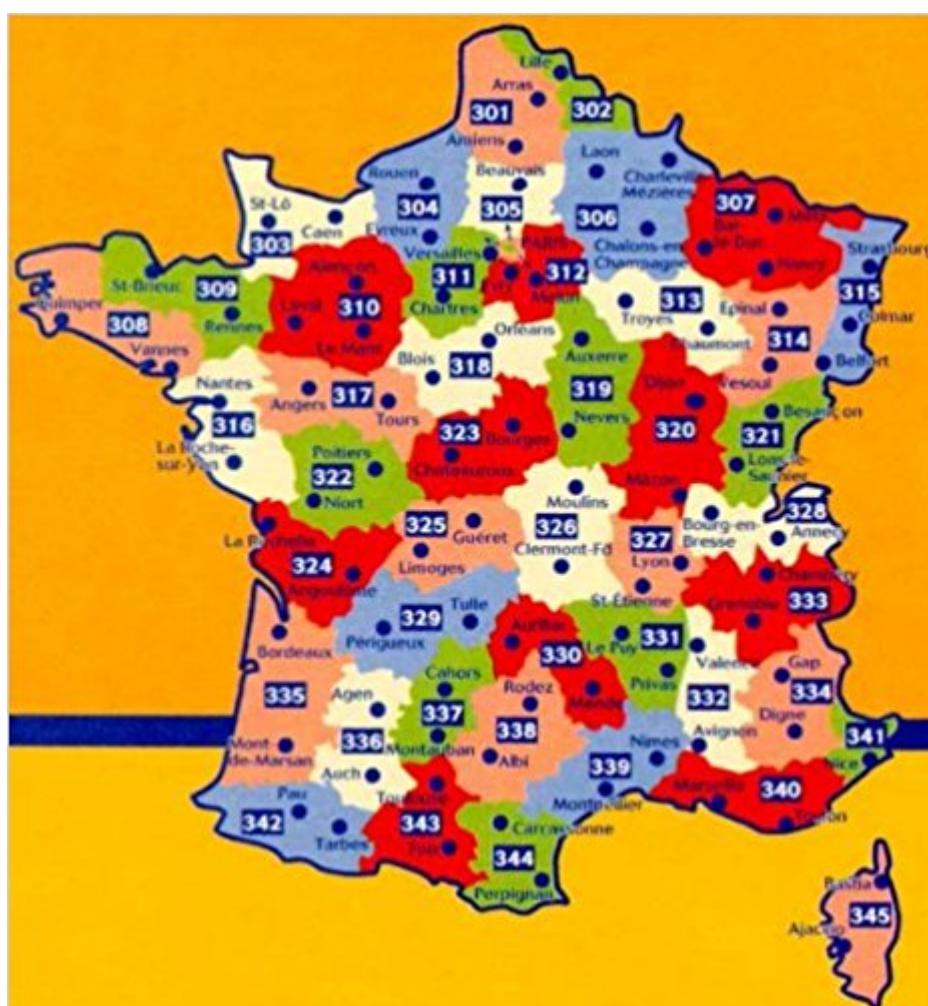 Lille
Arras
301
302
Amiens
Rouen
Beauvais
Laon
Charleville
Mézières
307
Metz
St-Lô
Caen
304
305
306
Bar-
le-Duc
303
Evreux
Versailles
PARIS
Chalons-en
Champagne
Strasbourg
Nancy
St-Brieuc
309
Alençon
311
Evry
312
Melun
315
Quimper
308
Rennes
Laval
310
Chartres
313
Troyes
Epinal
314
Colmar
Le Mans
Orléans
Auxerre
Chaumont
Vannes
Blois
318
Belfort
Nantes
Angers
317
Tours
319
Dijon
Vesoul
316
323
Bourges
Nevers
320
Besançon
321
La Roche-
sur-Yon
Poitiers
322
Chateauroux
Lons-le-
Saunier
Niort
Moulins
Mâcon
328
La Rochelle
325
Guéret
326
327
Bourg-en-
Bresse
Annecy
324
Limoges
Clermont-Fd
Lyon
Angoulême
St-Étienne
Chambéry
333
Grenoble
329
Tulle
Périgueux
Aurillac
330
Le Puy
331
Bordeaux
Valence
Cahors
Privas
Gap
335
Agen
Rodez
Mende
332
334
337
338
Digne
336
Montauban
Nimes
Avignon
341
Mont
de-Marsan
Albi
339
Nice
Auch
Toulouse
Montpellier
Marseille
340
Pau
342
343
Carcassonne
Toulon
Tarbes
Foix
344
Perpignan
Bastia
345
Ajaccio